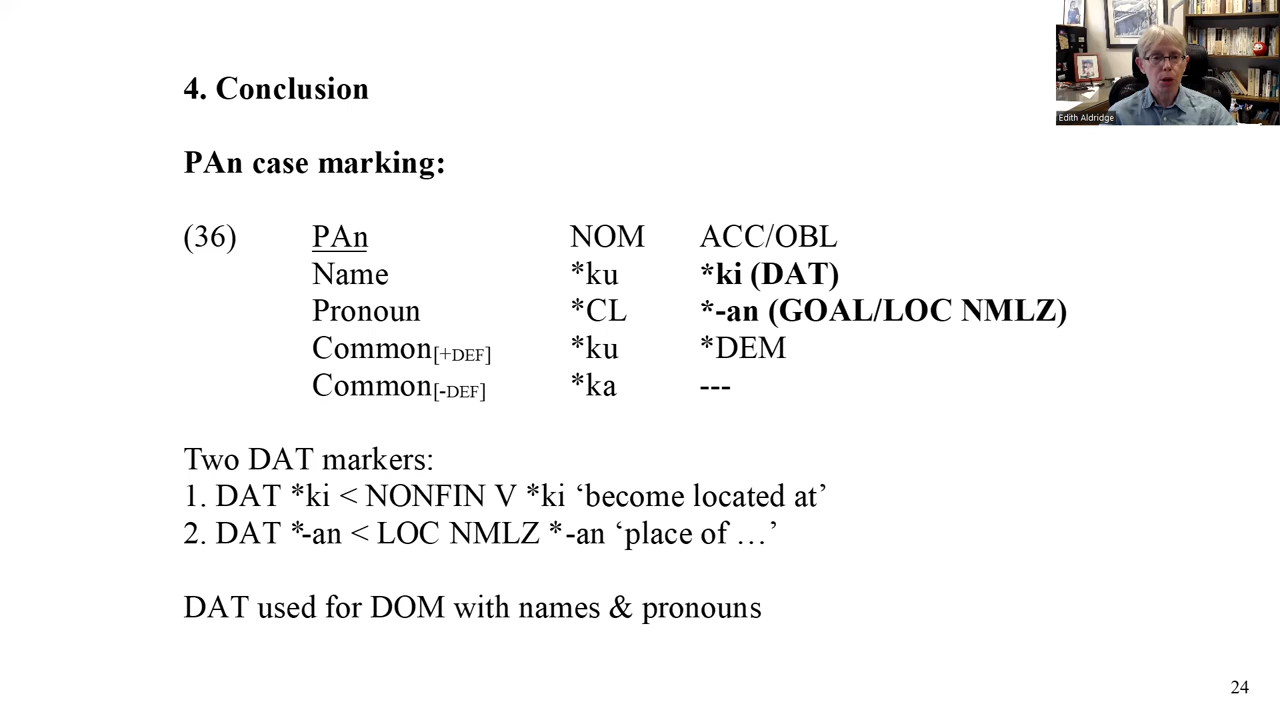 4. Conclusion
PAn case marking:
(36) PAn NOM ACC/OBL
Name *ku *ki (DAT)
Pronoun *CL *-an (GOAL/LOC NMLZ)
Common[+DEF] *ku *DEM
Common[-DEF] *ka ---
Two DAT markers:
1. DAT *ki < NONFIN V *ki ‘become located at’
2. DAT *-an < LOC NMLZ *-an ‘place of …’
DAT used for DOM with names & pronouns
24
Edith Aldridge